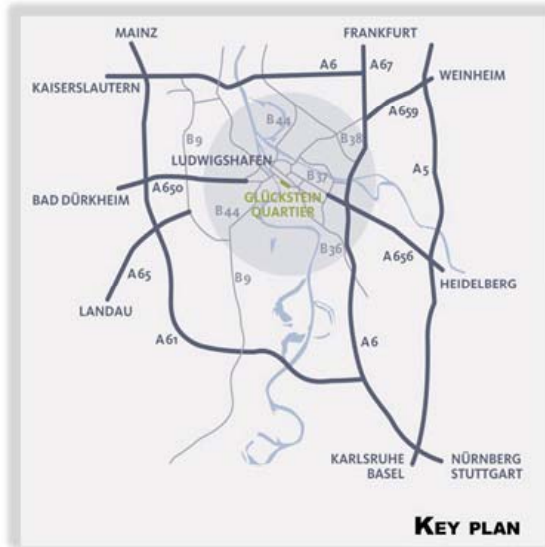 MAINZ
FRANKFURT
A6
A67
WEINHEIM
KAISERSLAUTERN
A659
B44
B9
B38
LUDWIGSHAFEN
A5
B37
A650
BAD DÜRKHEIM
GLÜCKSTEIN
QUARTIER
B44
B36
A656
A65
B9
HEIDELBERG
LANDAU
A61
A6
KARLSRUHE
BASEL
NÜRNBERG
STUTTGART
KEY PLAN